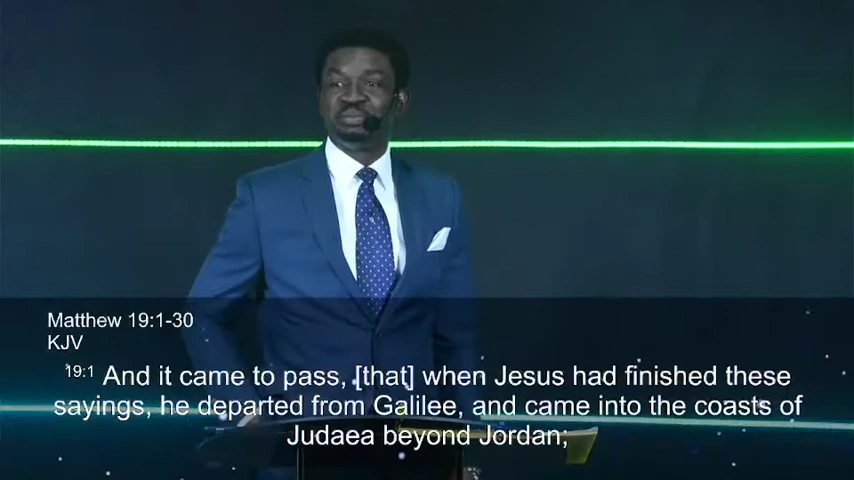 Matthew 19:1-30
KJV
19:1 And it came to pass, [that] when Jesus had finished these
sayings, he departed from Galilee, and came into the coasts of
Judaea beyond Jordan;